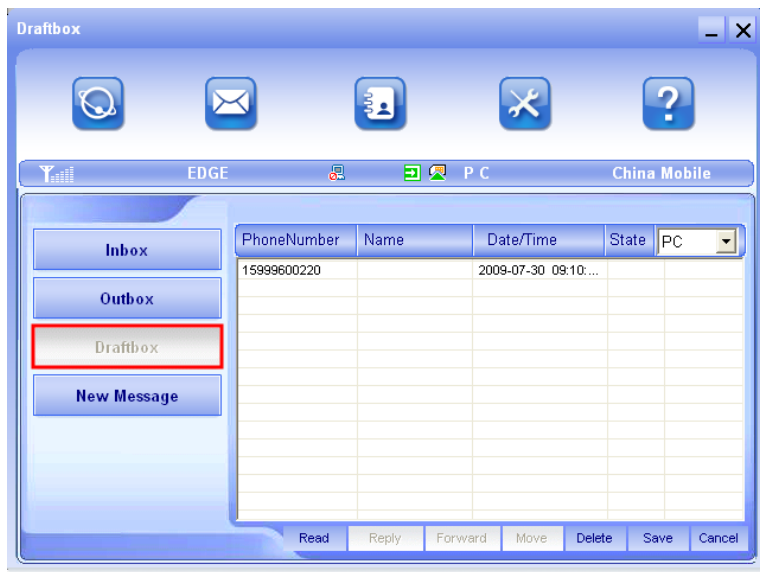 Draftbox
EDGE P C China Mobile
Inbox
Outbox
Draftbox
New Message
PhoneNumber Name Date/Time State PC
15999600220 2009-07-30 09:10:...
Read Reply Forward Move Delete Save Cancel